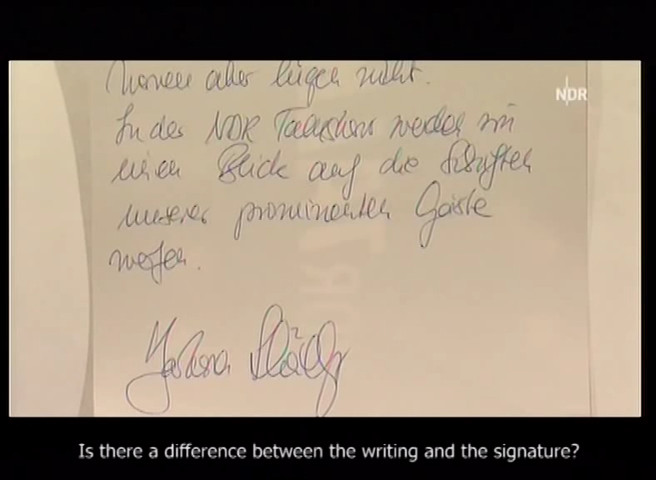 NDR
aber lügen nicht.
In der NDR Talkshow werden wir
einen Blick auf die Schriften
unserer prominenten Gäste
werfen.
Is there a difference between the writing and the signature?